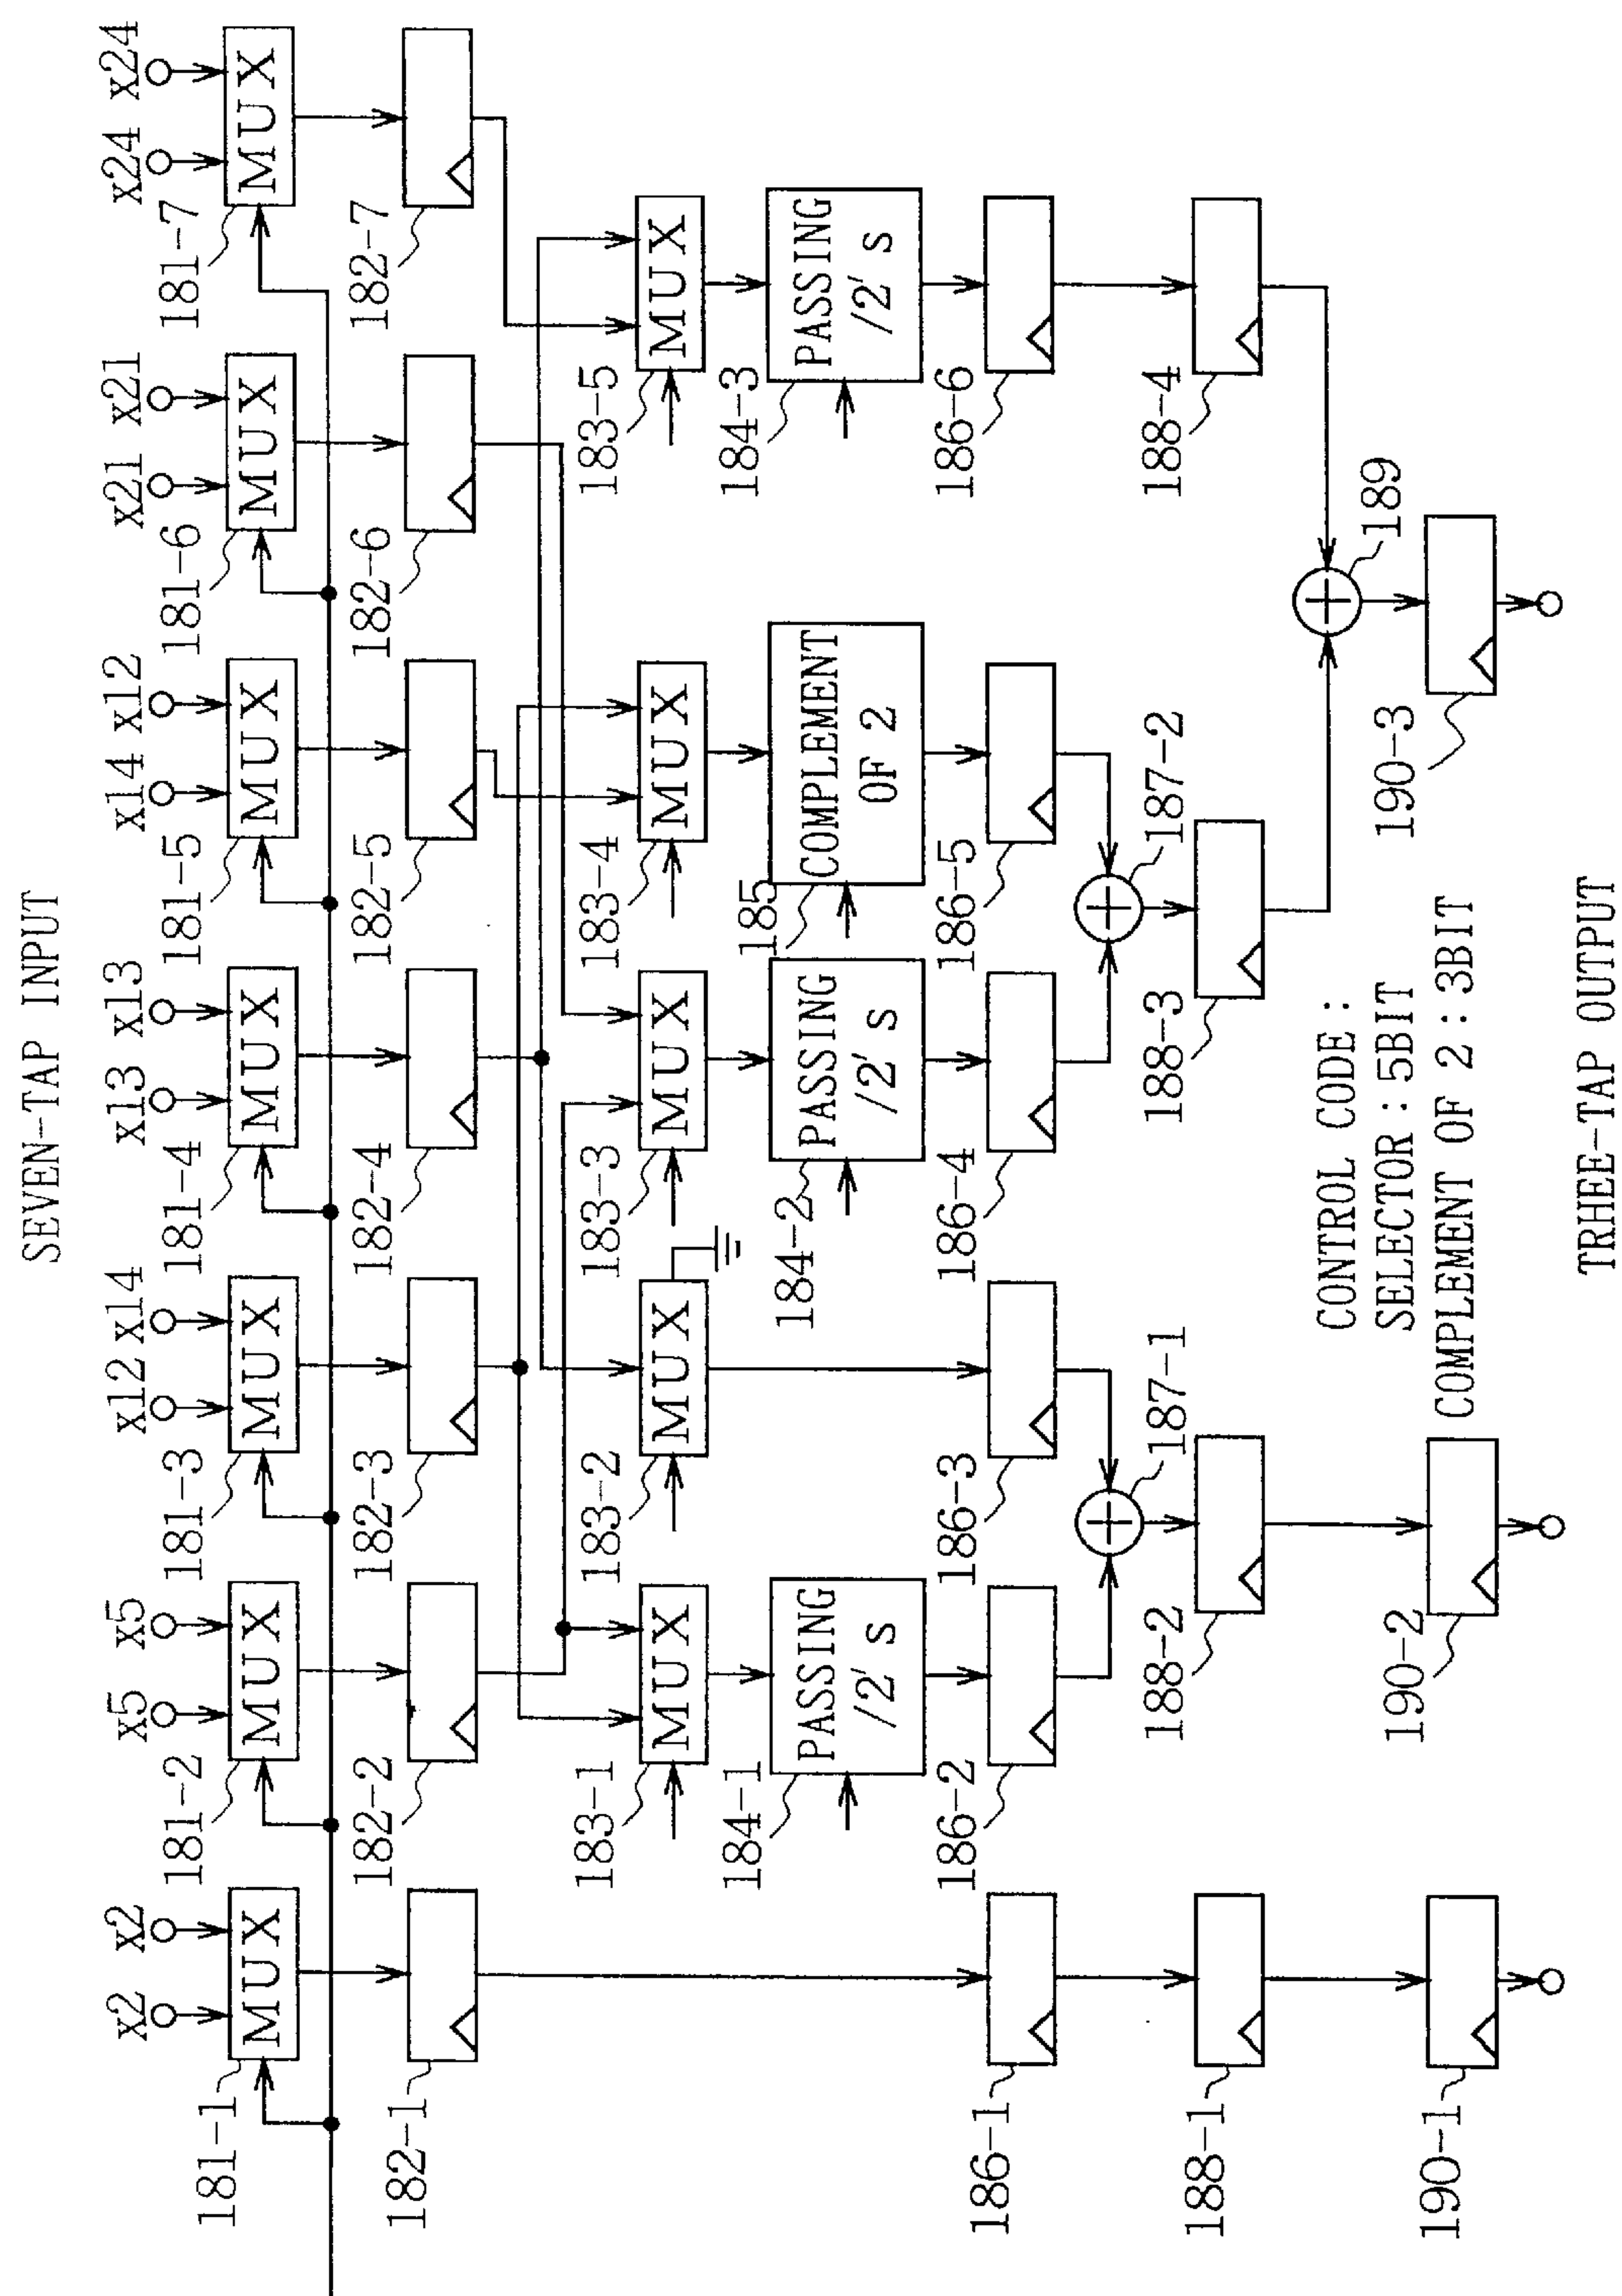 SEVEN-TAP INPUT
x2 x2 x5 x5 x12 x14 x13 x13 x14 x12 x21 x21 x24 x24
181-1 MUX 181-2 MUX 181-3 MUX 181-4 MUX 181-5 MUX 181-6 MUX 181-7 MUX
182-1 182-2 182-3 182-4 182-5 182-6 182-7
183-1 MUX 183-2 MUX 183-3 MUX 183-4 MUX 183-5 MUX
184-1 PASSING /2's
184-2 PASSING /2's
185 COMPLEMENT OF 2
184-3 PASSING /2's
186-1 186-2 186-3 186-4 186-5 186-6
187-1 187-2
188-1 188-2 188-3 188-4
189
190-1 190-2 190-3
CONTROL CODE :
SELECTOR : 5BIT
COMPLEMENT OF 2 : 3BIT
TRHEE-TAP OUTPUT